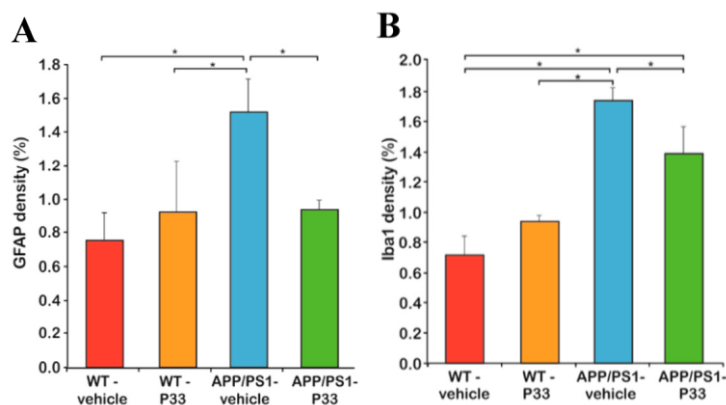 A
GFAP density (%)
1.8
1.6
1.4
1.2
1.0
0.8
0.6
0.4
0.2
0.0
*
*
*
WT -
vehicle
WT -
P33
APP/PS1-
vehicle
APP/PS1-
P33
B
Iba1 density (%)
2.0
1.8
1.6
1.4
1.2
1.0
0.8
0.6
0.4
0.2
0.0
*
*
*
*
WT -
vehicle
WT -
P33
APP/PS1-
vehicle
APP/PS1-
P33